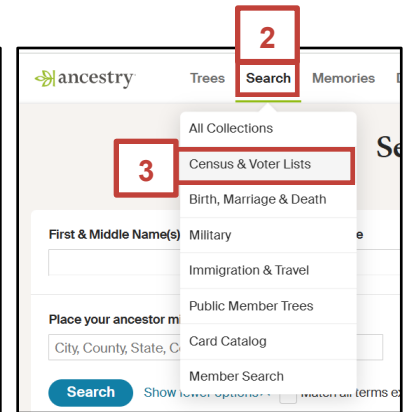 2
ancestry Trees Search Memories
All Collections
3 Census & Voter Lists
Birth, Marriage & Death
First & Middle Name(s) Military
Immigration & Travel
Public Member Trees
Place your ancestor mi
City, County, State, C Card Catalog
Member Search
Search Show fewer options Match all terms ex